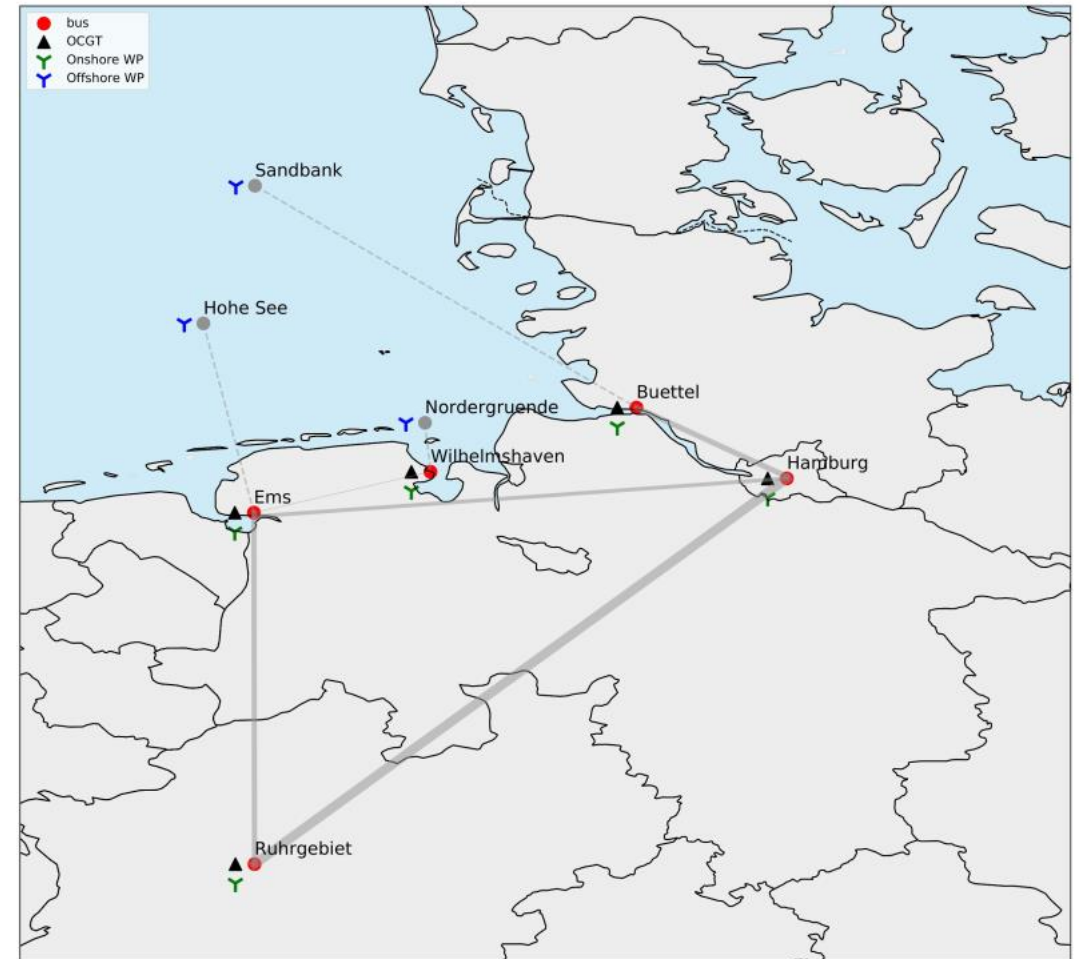 bus
OCGT
Onshore WP
Offshore WP
Sandbank
Hohe See
Buettel
Nordergruende
Wilhelmshaven
Hamburg
Ems
Ruhrgebiet